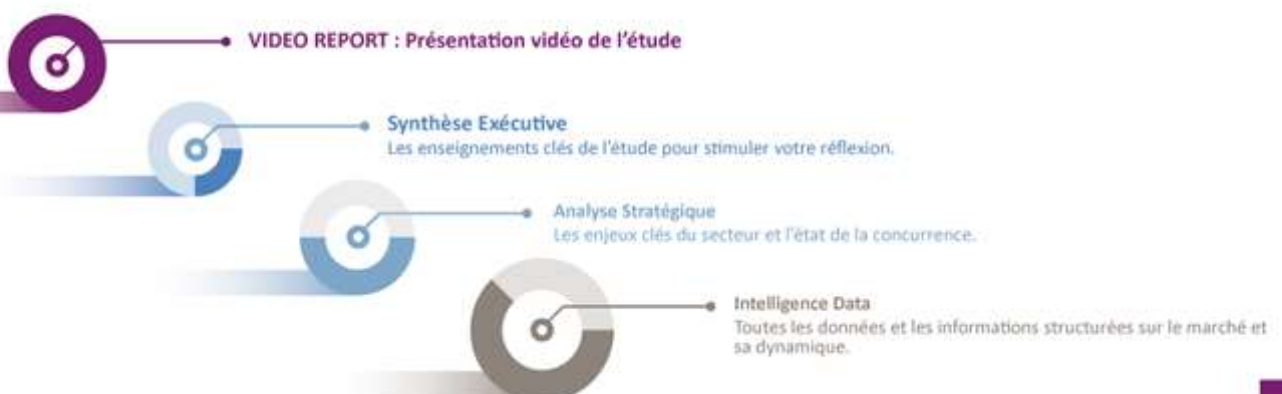 VIDEO REPORT : Présentation vidéo de l'étude
Synthèse Exécutive
Les enseignements clés de l'étude pour stimuler votre réflexion.
Analyse Stratégique
Les enjeux clés du secteur et l'état de la concurrence.
Intelligence Data
Toutes les données et les informations structurées sur le marché et
sa dynamique.